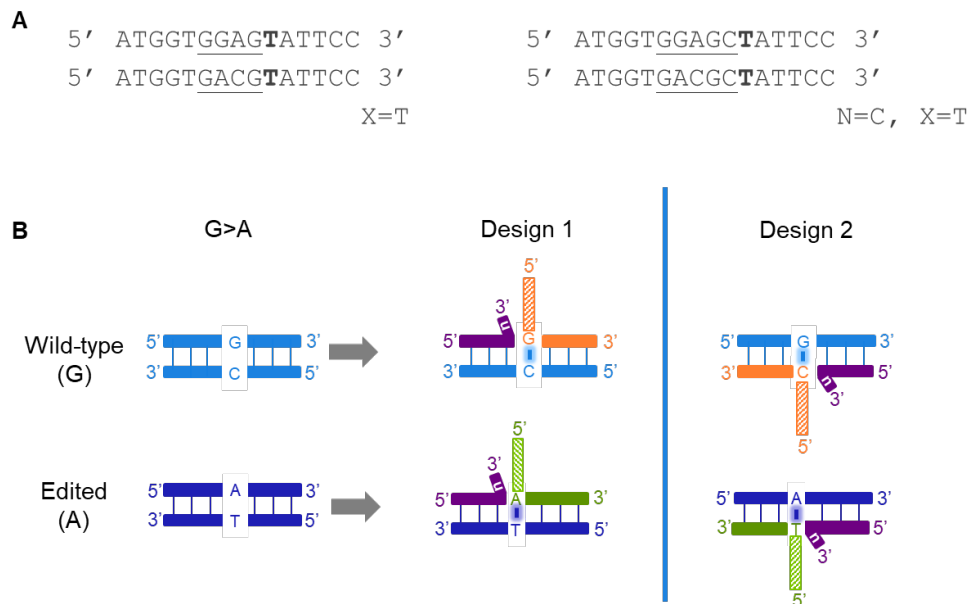 A
5′ ATGGTGGAGTATTCC 3′
5′ ATGGTGACGTATTCC 3′
X=T
5′ ATGGTGGAGCTATTCC 3′
5′ ATGGTGACGCTATTCC 3′
N=C, X=T
B
G>A
Design 1
Design 2
Wild-type
(G)
5’ G 3’
3’ C 5’
5’
3’
u
5’ G 3’
3’ C 5’
5’ G 3’
3’ C 5’
n
3’
5’
Edited
(A)
5’ A 3’
3’ T 5’
5’
3’
u
5’ A 3’
3’ T 5’
5’ A 3’
3’ T 5’
n
3’
5’